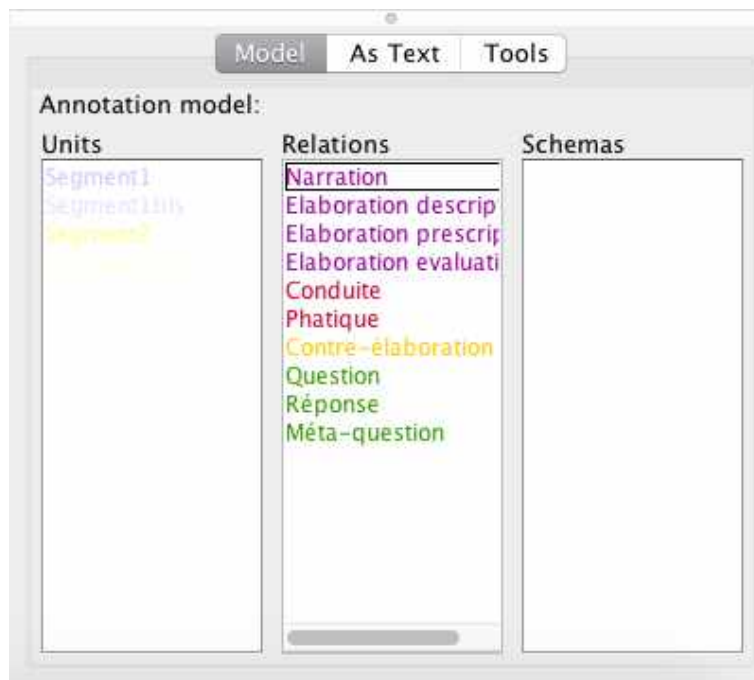 Model As Text Tools
Annotation model:
Units Relations Schemas
Segment1
Segment1bis
Segment2
Narration
Elaboration descrip
Elaboration prescrip
Elaboration evaluati
Conduite
Phatique
Contre-élaboration
Question
Réponse
Méta-question